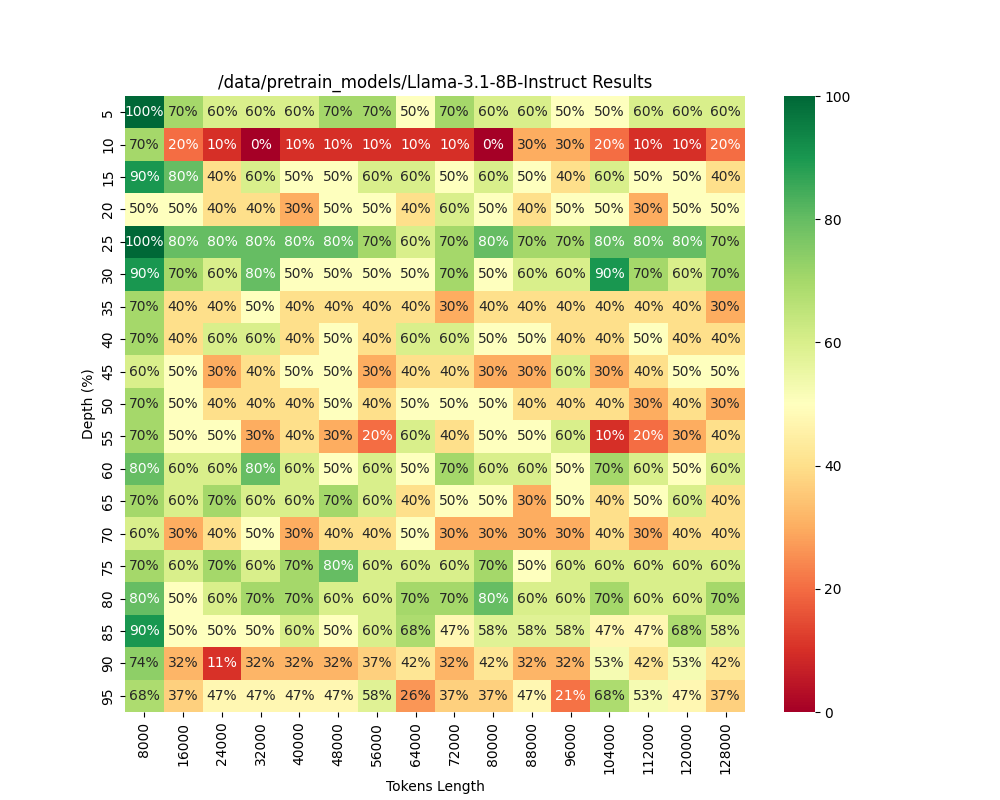 /data/pretrain_models/Llama-3.1-8B-Instruct Results
5 100% 70% 60% 60% 60% 70% 70% 50% 70% 60% 60% 50% 50% 60% 60% 60%
10 70% 20% 10% 0% 10% 10% 10% 10% 10% 0% 30% 30% 20% 10% 10% 20%
15 90% 80% 40% 60% 50% 50% 60% 60% 50% 60% 50% 40% 60% 50% 50% 40%
20 50% 50% 40% 40% 30% 50% 50% 40% 60% 50% 40% 50% 50% 30% 50% 50%
25 100% 80% 80% 80% 80% 80% 70% 60% 70% 80% 70% 70% 80% 80% 80% 70%
30 90% 70% 60% 80% 50% 50% 50% 50% 70% 50% 60% 60% 90% 70% 60% 70%
35 70% 40% 40% 50% 40% 40% 40% 40% 30% 40% 40% 40% 40% 40% 40% 30%
40 70% 40% 60% 60% 40% 50% 40% 60% 60% 50% 50% 40% 40% 50% 40% 40%
45 60% 50% 30% 40% 50% 50% 30% 40% 40% 30% 30% 60% 30% 40% 50% 50%
50 70% 50% 40% 40% 40% 50% 40% 50% 50% 50% 40% 40% 40% 30% 40% 30%
55 70% 50% 50% 30% 40% 30% 20% 60% 40% 50% 50% 60% 10% 20% 30% 40%
60 80% 60% 60% 80% 60% 50% 60% 50% 70% 60% 60% 50% 70% 60% 50% 60%
65 70% 60% 70% 60% 60% 70% 60% 40% 50% 50% 30% 50% 40% 50% 60% 40%
70 60% 30% 40% 50% 30% 40% 40% 50% 30% 30% 30% 30% 40% 30% 40% 40%
75 70% 60% 70% 60% 70% 80% 60% 60% 60% 70% 50% 60% 60% 60% 60% 60%
80 80% 50% 60% 70% 70% 60% 60% 70% 70% 80% 60% 60% 70% 60% 60% 70%
85 90% 50% 50% 50% 60% 50% 60% 68% 47% 58% 58% 58% 47% 47% 68% 58%
90 74% 32% 11% 32% 32% 32% 37% 42% 32% 42% 32% 32% 53% 42% 53% 42%
95 68% 37% 47% 47% 47% 47% 58% 26% 37% 37% 47% 21% 68% 53% 47% 37%
8000 16000 24000 32000 40000 48000 56000 64000 72000 80000 88000 96000 104000 112000 120000 128000
Tokens Length
Depth (%)
100
80
60
40
20
0